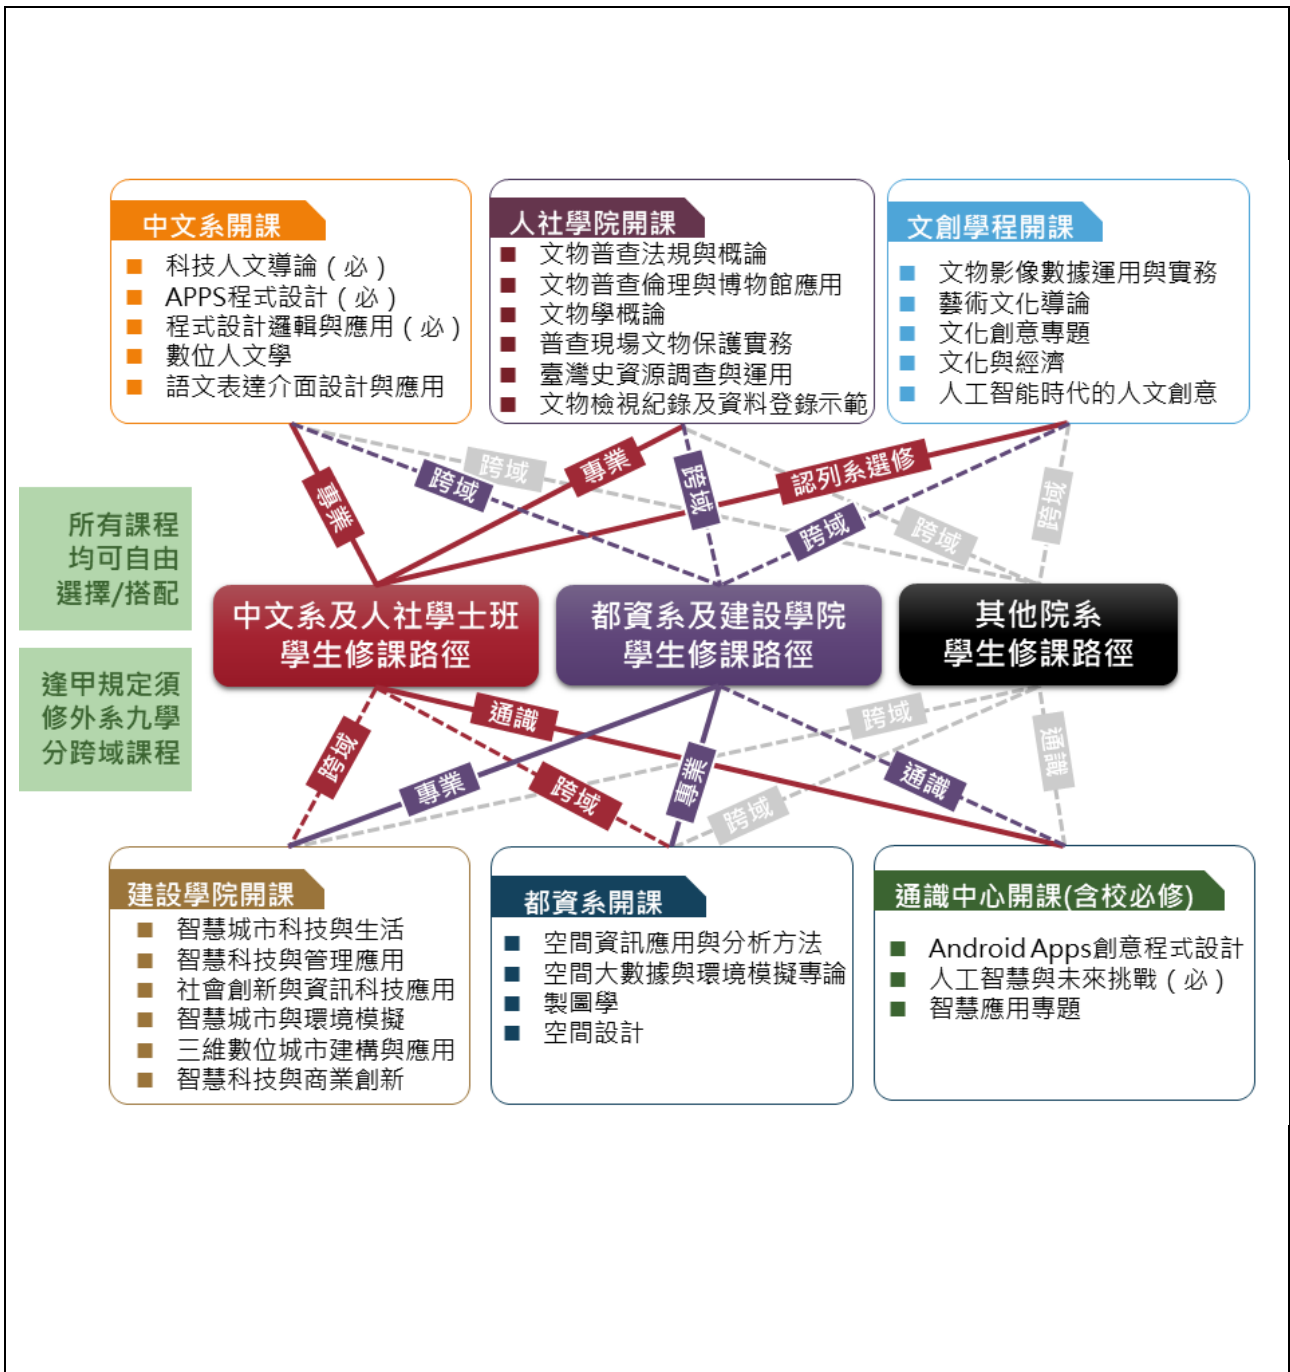 中文系開課
科技人文導論（必）
APPS程式設計（必）
程式設計邏輯與應用（必）
數位人文學
語文表達介面設計與應用
人社學院開課
文物普查法規與概論
文物普查倫理與博物館應用
文物學概論
普查現場文物保護實務
臺灣史資源調查與運用
文物檢視紀錄及資料登錄示範
文創學程開課
文物影像數據運用與實務
藝術文化導論
文化創意專題
文化與經濟
人工智能時代的人文創意
專業
跨域
跨域
專業
跨域
認列系選修
跨域
跨域
跨域
所有課程
均可自由
選擇/搭配
中文系及人社學士班
學生修課路徑
都資系及建設學院
學生修課路徑
其他院系
學生修課路徑
逢甲規定須
修外系九學
分跨域課程
跨域
專業
通識
跨域
專業
跨域
跨域
通識
通識
建設學院開課
智慧城市科技與生活
智慧科技與管理應用
社會創新與資訊科技應用
智慧城市與環境模擬
三維數位城市建構與應用
智慧科技與商業創新
都資系開課
空間資訊應用與分析方法
空間大數據與環境模擬專論
製圖學
空間設計
通識中心開課(含校必修)
Android Apps創意程式設計
人工智慧與未來挑戰（必）
智慧應用專題